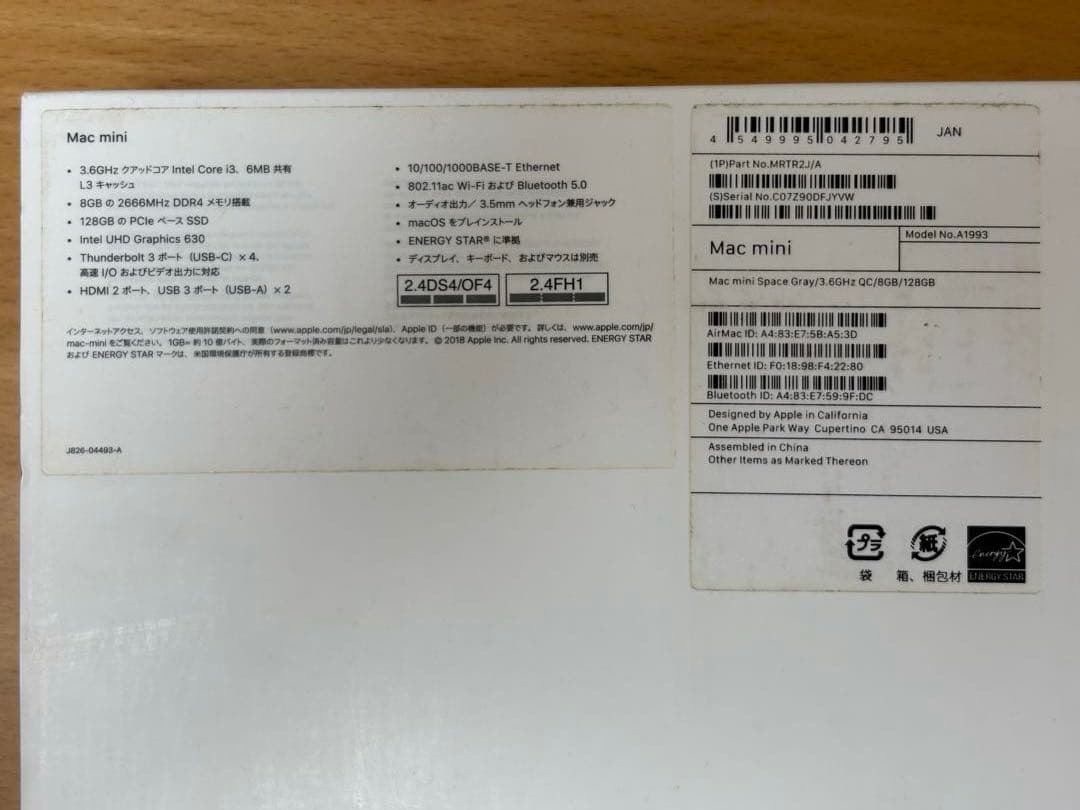 Mac mini
• 3.6GHz クアッドコア Intel Core i3、6MB 共有
L3 キャッシュ
• 8GB の 2666MHz DDR4 メモリ搭載
• 128GB の PCIe ベース SSD
• Intel UHD Graphics 630
• Thunderbolt 3 ポート（USB-C）× 4、
高速 I/O およびビデオ出力に対応
• HDMI 2 ポート、USB 3 ポート（USB-A）× 2
• 10/100/1000BASE-T Ethernet
• 802.11ac Wi-Fi および Bluetooth 5.0
• オーディオ出力／3.5mm ヘッドフォン兼用ジャック
• macOS をプレインストール
• ENERGY STAR® に準拠
• ディスプレイ、キーボード、およびマウスは別売
2.4DS4/OF4
2.4FH1
インターネットアクセス、ソフトウェア使用許諾契約への同意（www.apple.com/jp/legal/sla）、Apple ID（一部の機能）が必要です。詳しくは、www.apple.com/jp/
mac-mini をご覧ください。1GB= 約 10 億バイト、実際のフォーマット済み容量はこれより少なくなります。© 2018 Apple Inc. All rights reserved. ENERGY STAR
および ENERGY STAR マークは、米国環境保護庁が所有する登録商標です。
J826-04493-A
4 549995 042795
JAN
(1P)Part No.MRTR2J/A
(S)Serial No.C07Z90DFJYVW
Mac mini
Model No.A1993
Mac mini Space Gray/3.6GHz QC/8GB/128GB
AirMac ID: A4:83:E7:5B:A5:3D
Ethernet ID: F0:18:98:F4:22:80
Bluetooth ID: A4:83:E7:59:9F:DC
Designed by Apple in California
One Apple Park Way Cupertino CA 95014 USA
Assembled in China
Other Items as Marked Thereon
プラ
紙
energy
ENERGY STAR
袋
箱、梱包材